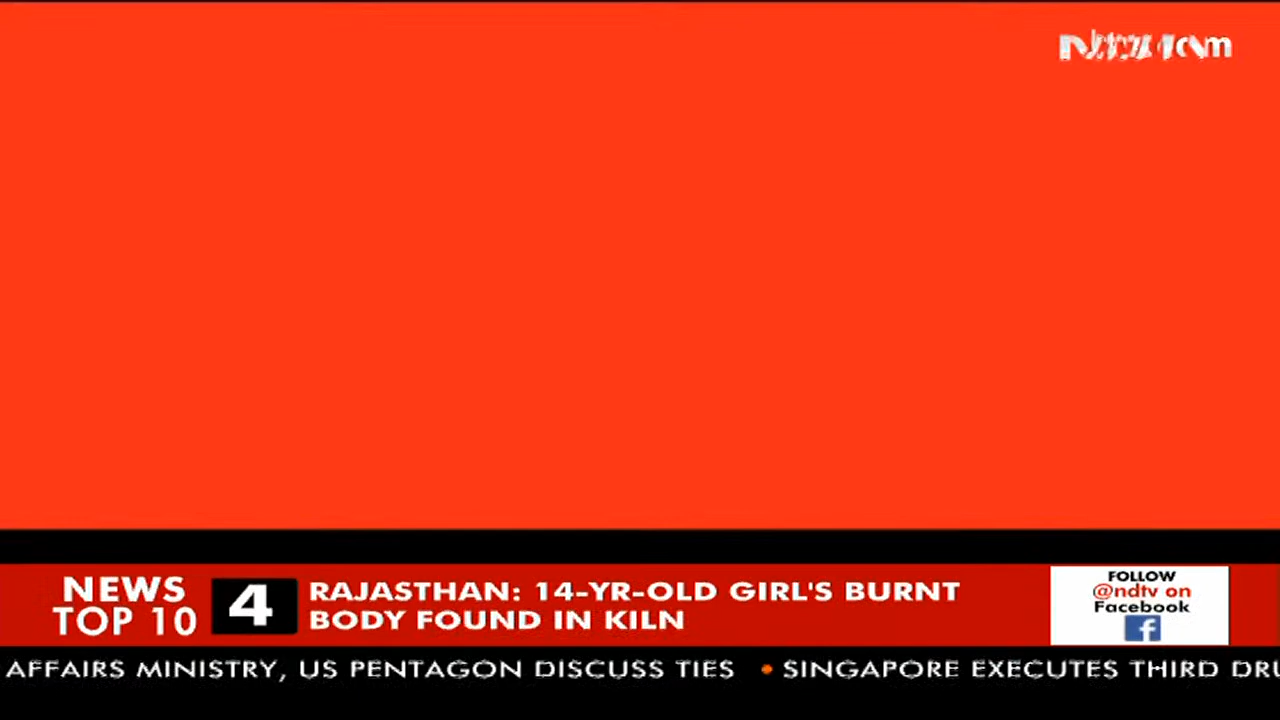 NEWS
TOP 10
4
RAJASTHAN: 14-YR-OLD GIRL'S BURNT
BODY FOUND IN KILN
FOLLOW
@ndtv on
Facebook
f
AFFAIRS MINISTRY, US PENTAGON DISCUSS TIES • SINGAPORE EXECUTES THIRD DRU